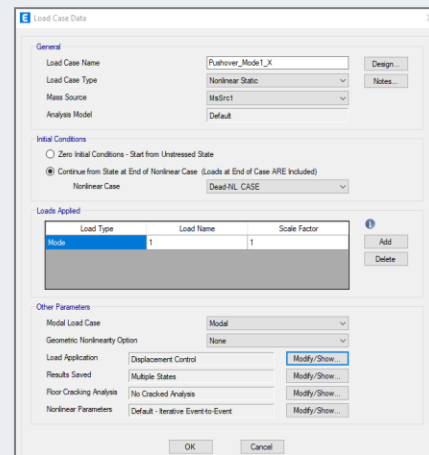 E Load Case Data
General
Load Case Name Pushover_Mode1_X Design...
Load Case Type Nonlinear Static Notes...
Mass Source MsSrc1
Analysis Model Default
Initial Conditions
Zero Initial Conditions - Start from Unstressed State
Continue from State at End of Nonlinear Case (Loads at End of Case ARE Included)
Nonlinear Case Dead-NL CASE
Loads Applied
Load Type Load Name Scale Factor
Mode 1 1 Add
Delete
Other Parameters
Modal Load Case Modal
Geometric Nonlinearity Option None
Load Application Displacement Control Modify/Show...
Results Saved Multiple States Modify/Show...
Floor Cracking Analysis No Cracked Analysis Modify/Show...
Nonlinear Parameters Default - Iterative Event-to-Event Modify/Show...
OK Cancel